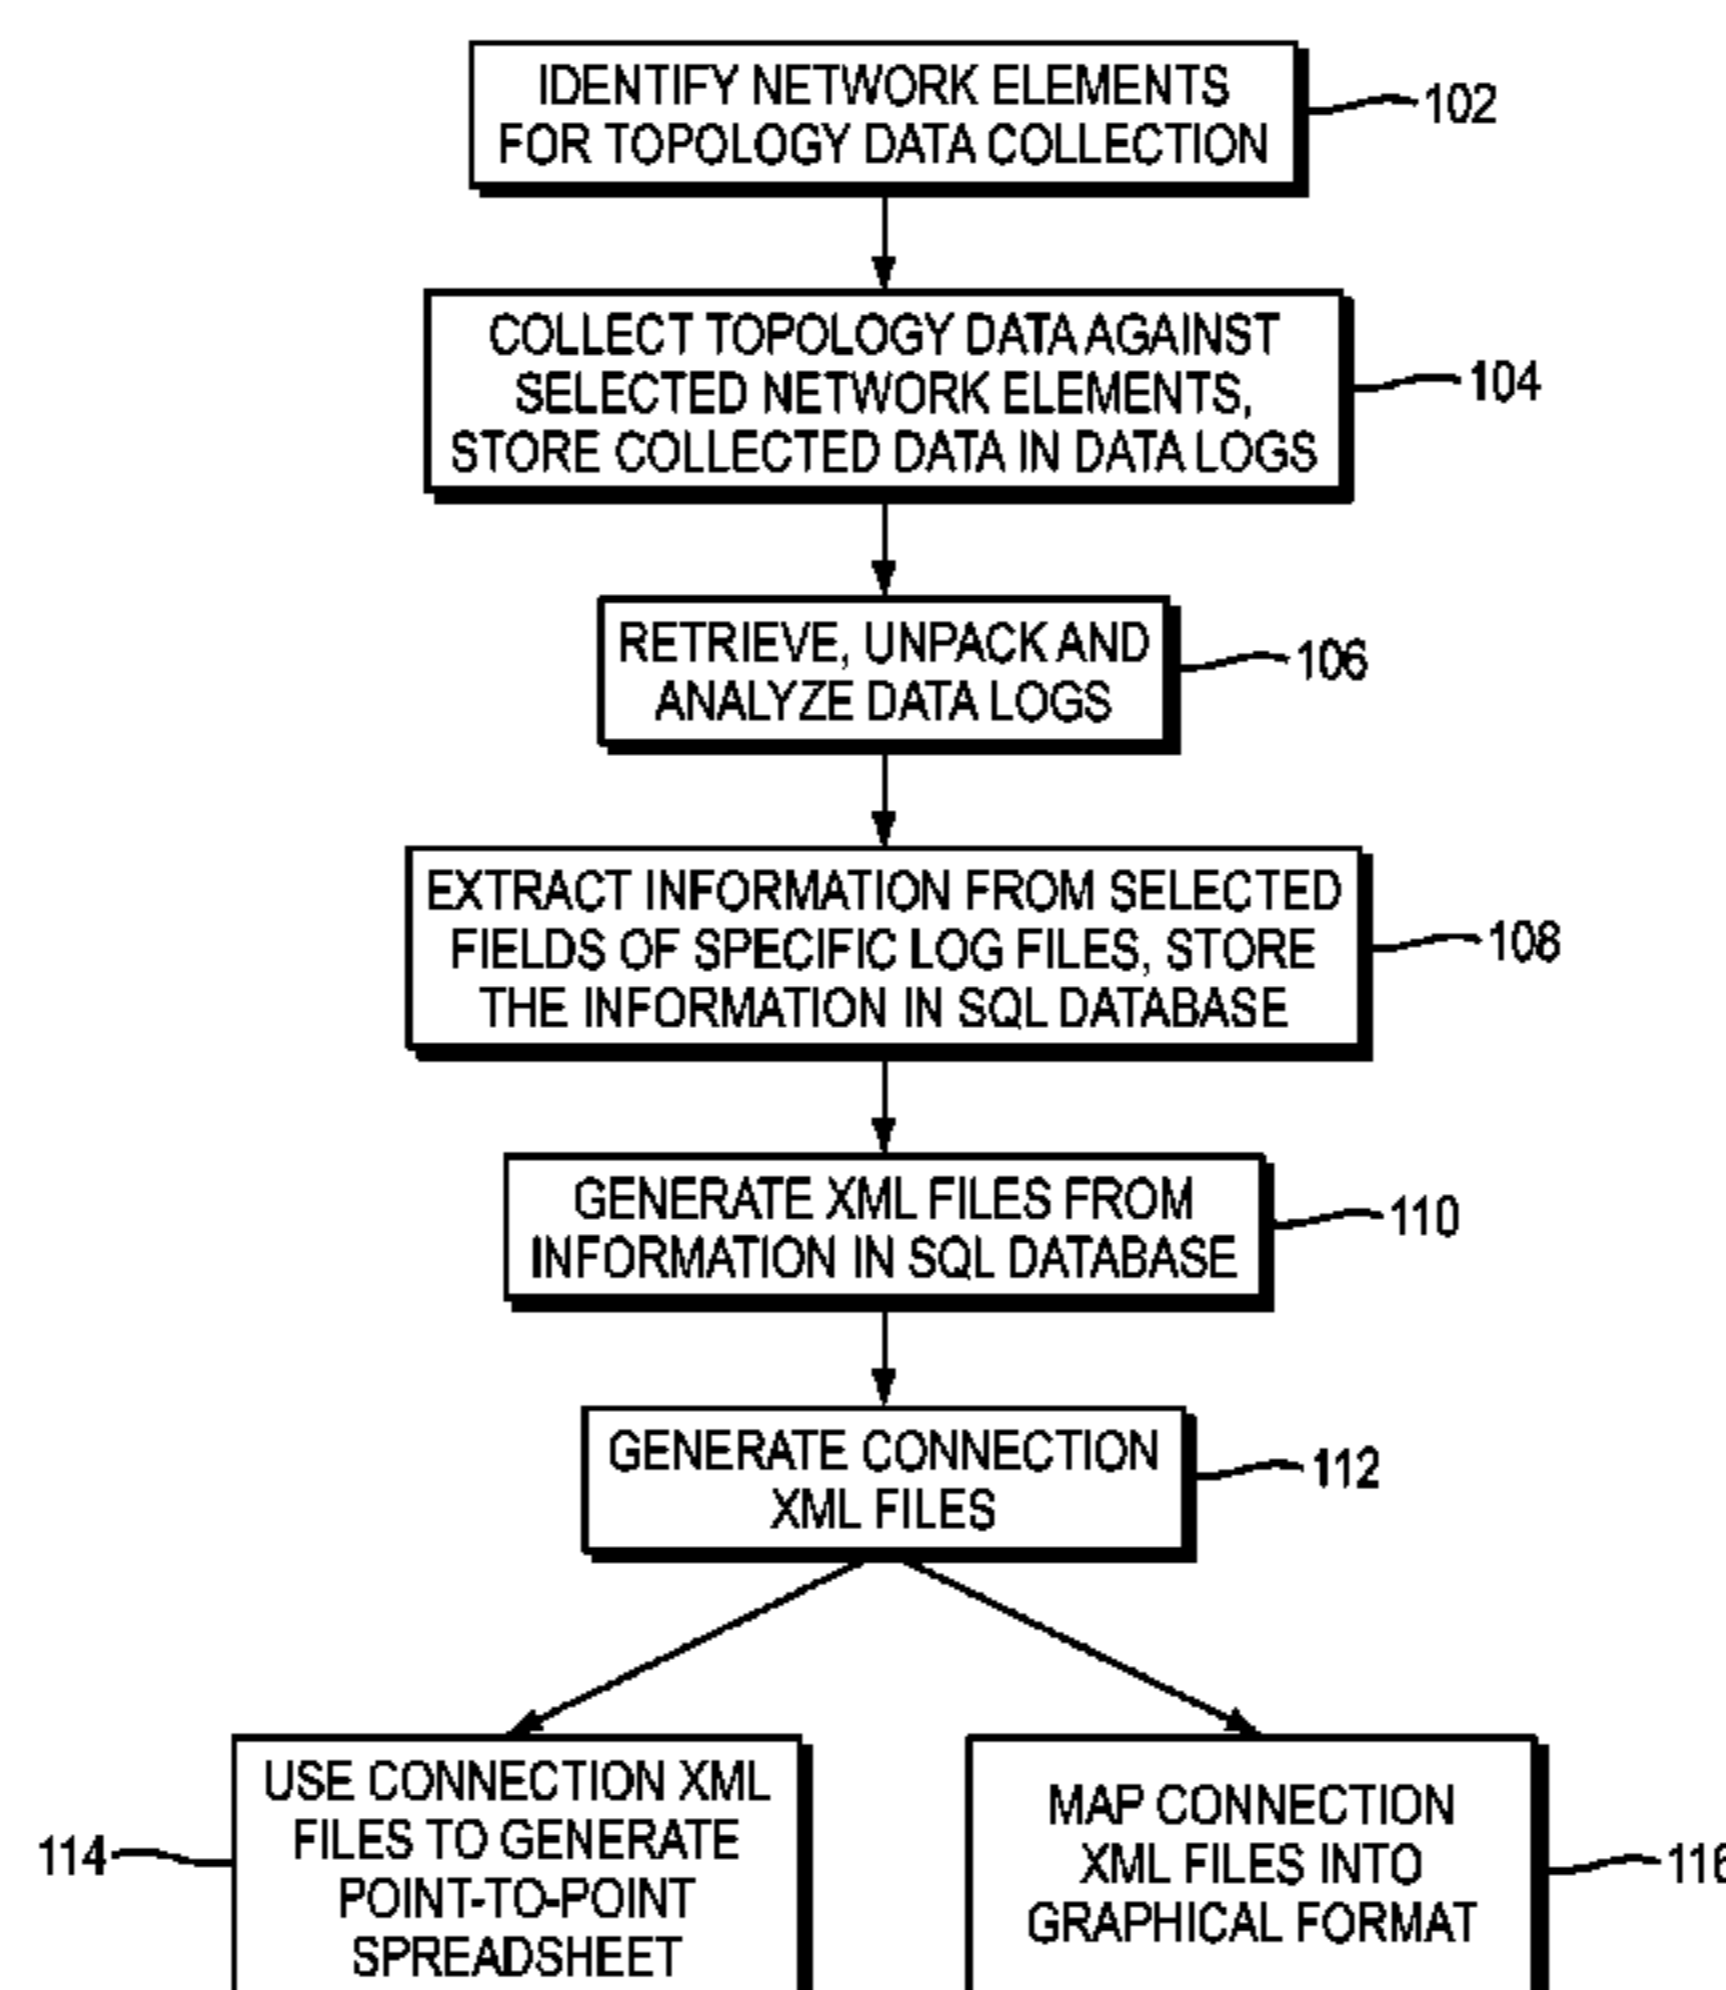 IDENTIFY NETWORK ELEMENTS
FOR TOPOLOGY DATA COLLECTION
102
COLLECT TOPOLOGY DATA AGAINST
SELECTED NETWORK ELEMENTS,
STORE COLLECTED DATA IN DATA LOGS
104
RETRIEVE, UNPACK AND
ANALYZE DATA LOGS
106
EXTRACT INFORMATION FROM SELECTED
FIELDS OF SPECIFIC LOG FILES, STORE
THE INFORMATION IN SQL DATABASE
108
GENERATE XML FILES FROM
INFORMATION IN SQL DATABASE
110
GENERATE CONNECTION
XML FILES
112
USE CONNECTION XML
FILES TO GENERATE
POINT-TO-POINT
SPREADSHEET
114
MAP CONNECTION
XML FILES INTO
GRAPHICAL FORMAT
116